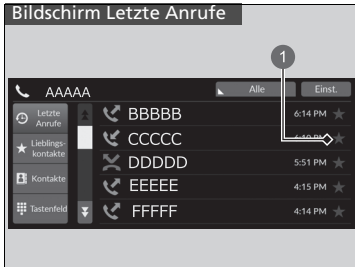 Bildschirm Letzte Anrufe
1
AAAAA
Alle
Einst.
Letzte
Anrufe
BBBBB
6:14 PM
Lieblings-
kontakte
CCCCC
DDDDD
5:51 PM
Kontakte
EEEEE
4:15 PM
Tastenfeld
FFFFF
4:14 PM